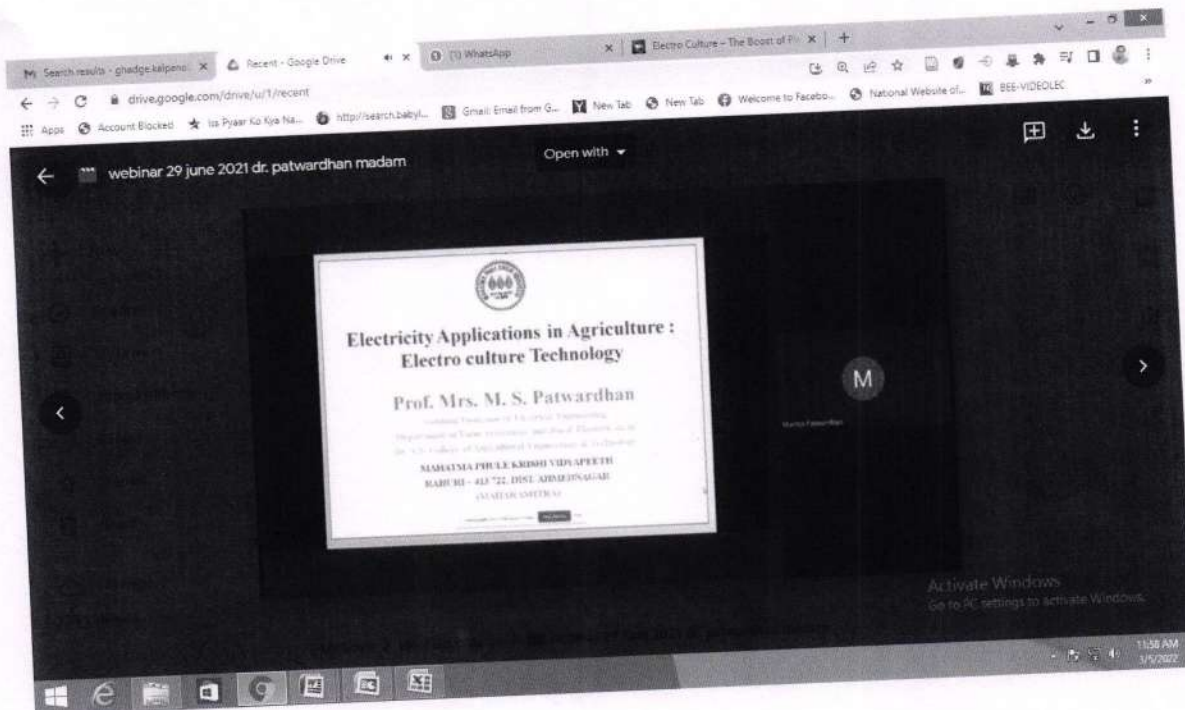 Search results - ghadge.kalpana
Recent - Google Drive
(1) WhatsApp
Electro Culture – The Boost of
drive.google.com/drive/u/1/recent
Apps
Account Blocked
Iss Pyaar Ko Kya Na...
http://search.babyl...
Gmail: Email from G...
New Tab
New Tab
Welcome to Facebo...
National Website of...
BEE-VIDEOLEC
webinar 29 june 2021 dr. patwardhan madam
Open with
Electricity Applications in Agriculture :
Electro culture Technology
Prof. Mrs. M. S. Patwardhan
MAHATMA PHULE KRISHI VIDYAPEETH
RAHURI - 413 722, DIST. AHMEDNAGAR
(MAHARASHTRA)
M
Activate Windows
Go to PC settings to activate Windows.
11:58 AM
3/5/2022